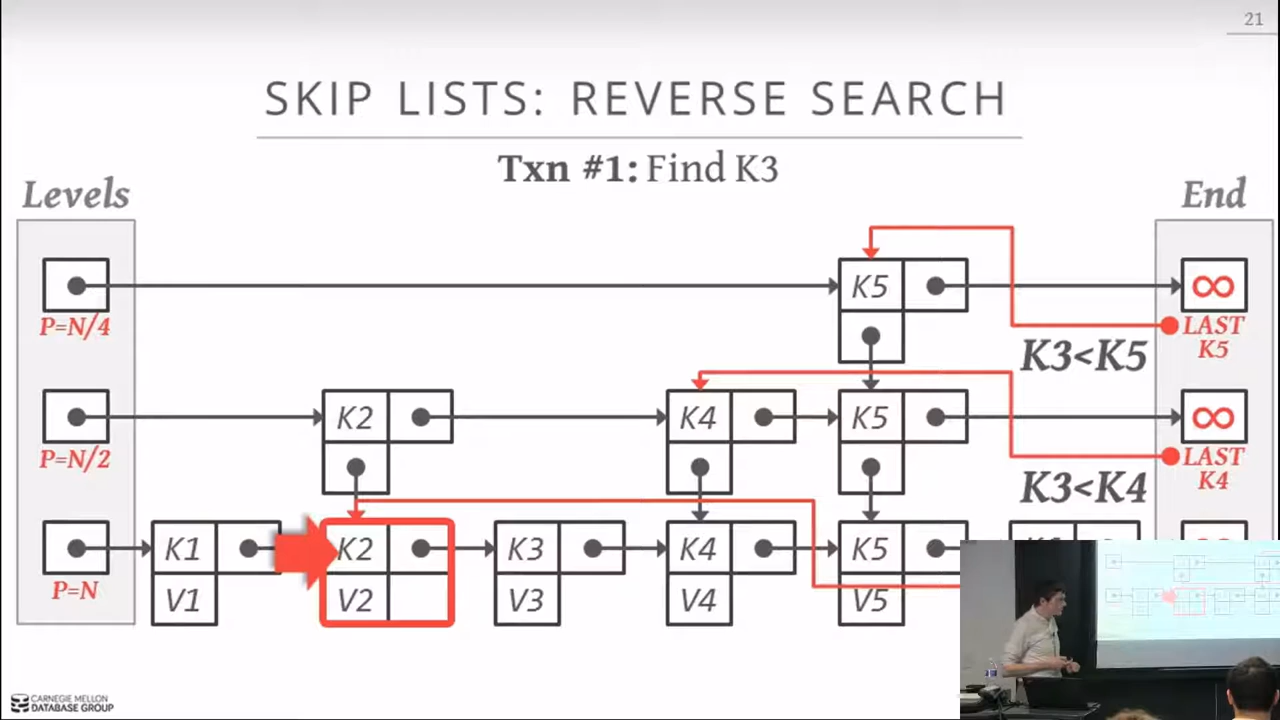 21
SKIP LISTS: REVERSE SEARCH
Txn #1: Find K3
Levels
End
K5
∞
P=N/4
LAST
K5
K3<K5
K2
K4
K5
∞
P=N/2
LAST
K4
K3<K4
K1
K2
K3
K4
K5
P=N
V1
V2
V3
V4
V5
CARNEGIE MELLON
DATABASE GROUP